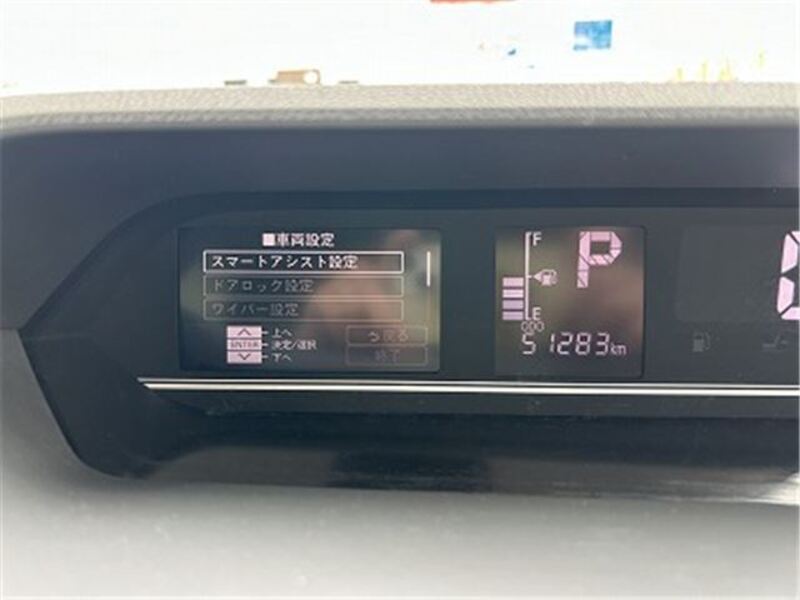 ■車両設定
スマートアシスト設定
ドアロック設定
ワイパー設定
上へ
ENTER 決定/選択
下へ
戻る
終了
F
E
P
ODO
51283km